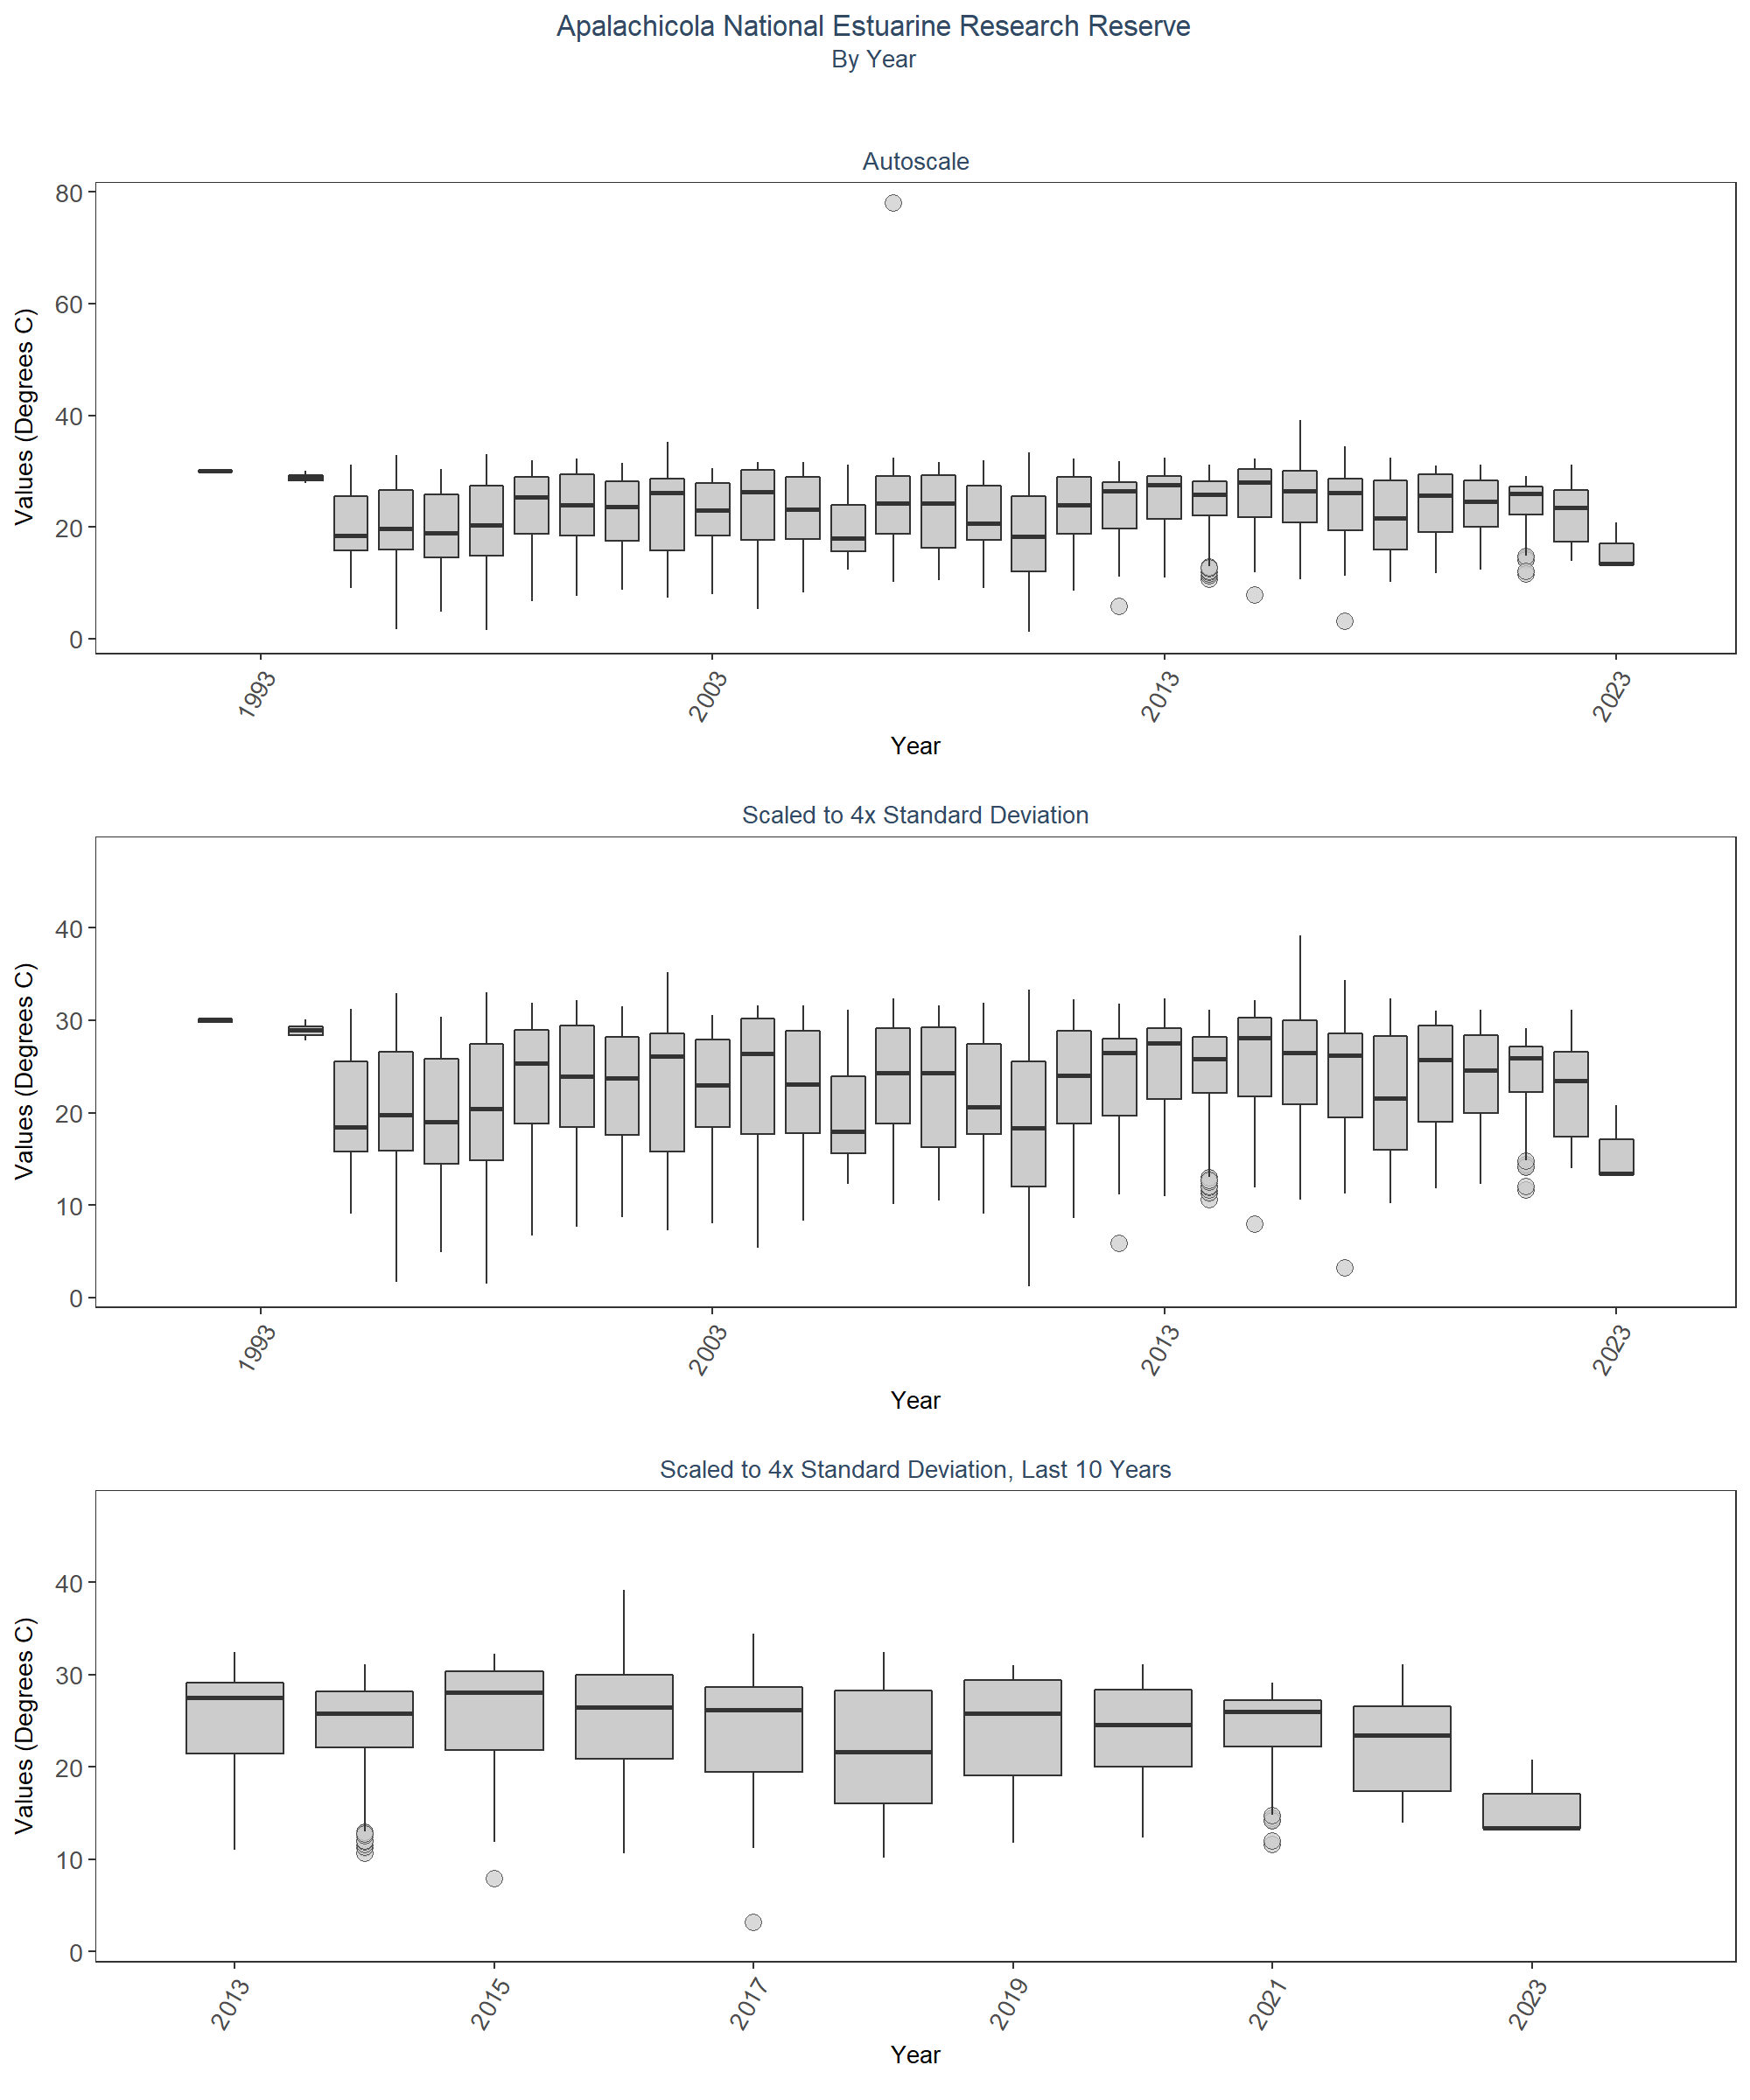 Apalachicola National Estuarine Research Reserve
By Year
Autoscale
Values (Degrees C)
80
60
40
20
0
1993
2003
2013
2023
Year
Scaled to 4x Standard Deviation
Values (Degrees C)
40
30
20
10
0
1993
2003
2013
2023
Year
Scaled to 4x Standard Deviation, Last 10 Years
Values (Degrees C)
40
30
20
10
0
2013
2015
2017
2019
2021
2023
Year